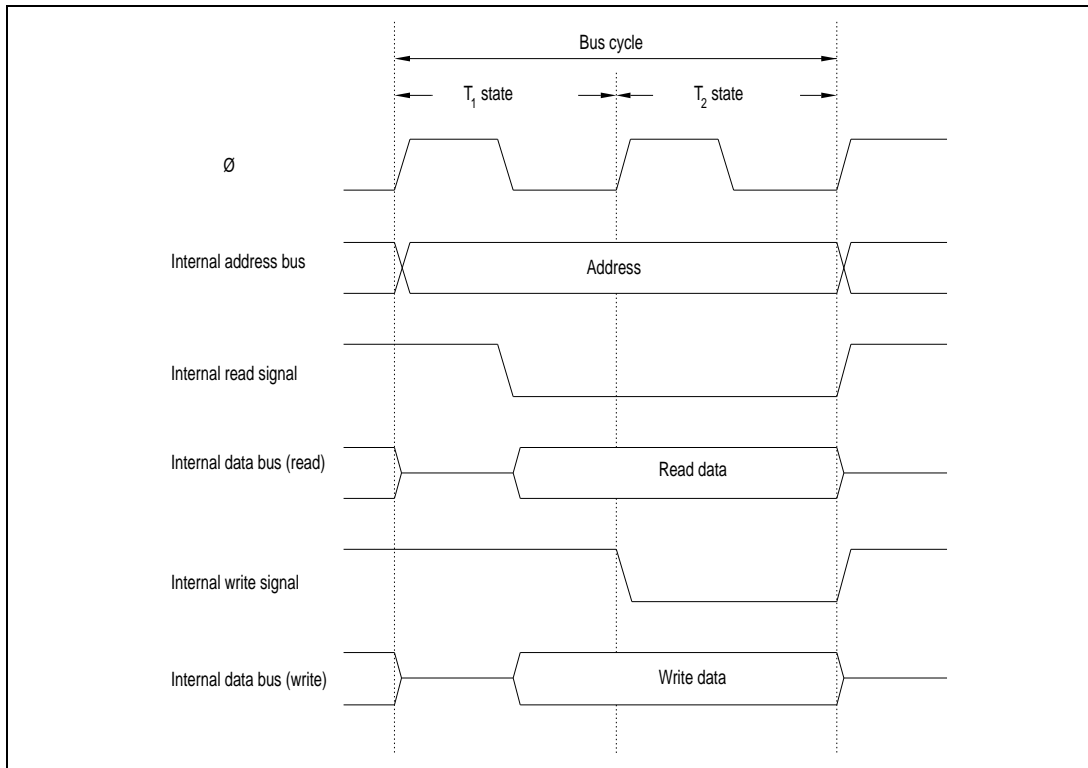 Bus cycle
T1 state
T2 state
Ø
Internal address bus
Address
Internal read signal
Internal data bus (read)
Read data
Internal write signal
Internal data bus (write)
Write data